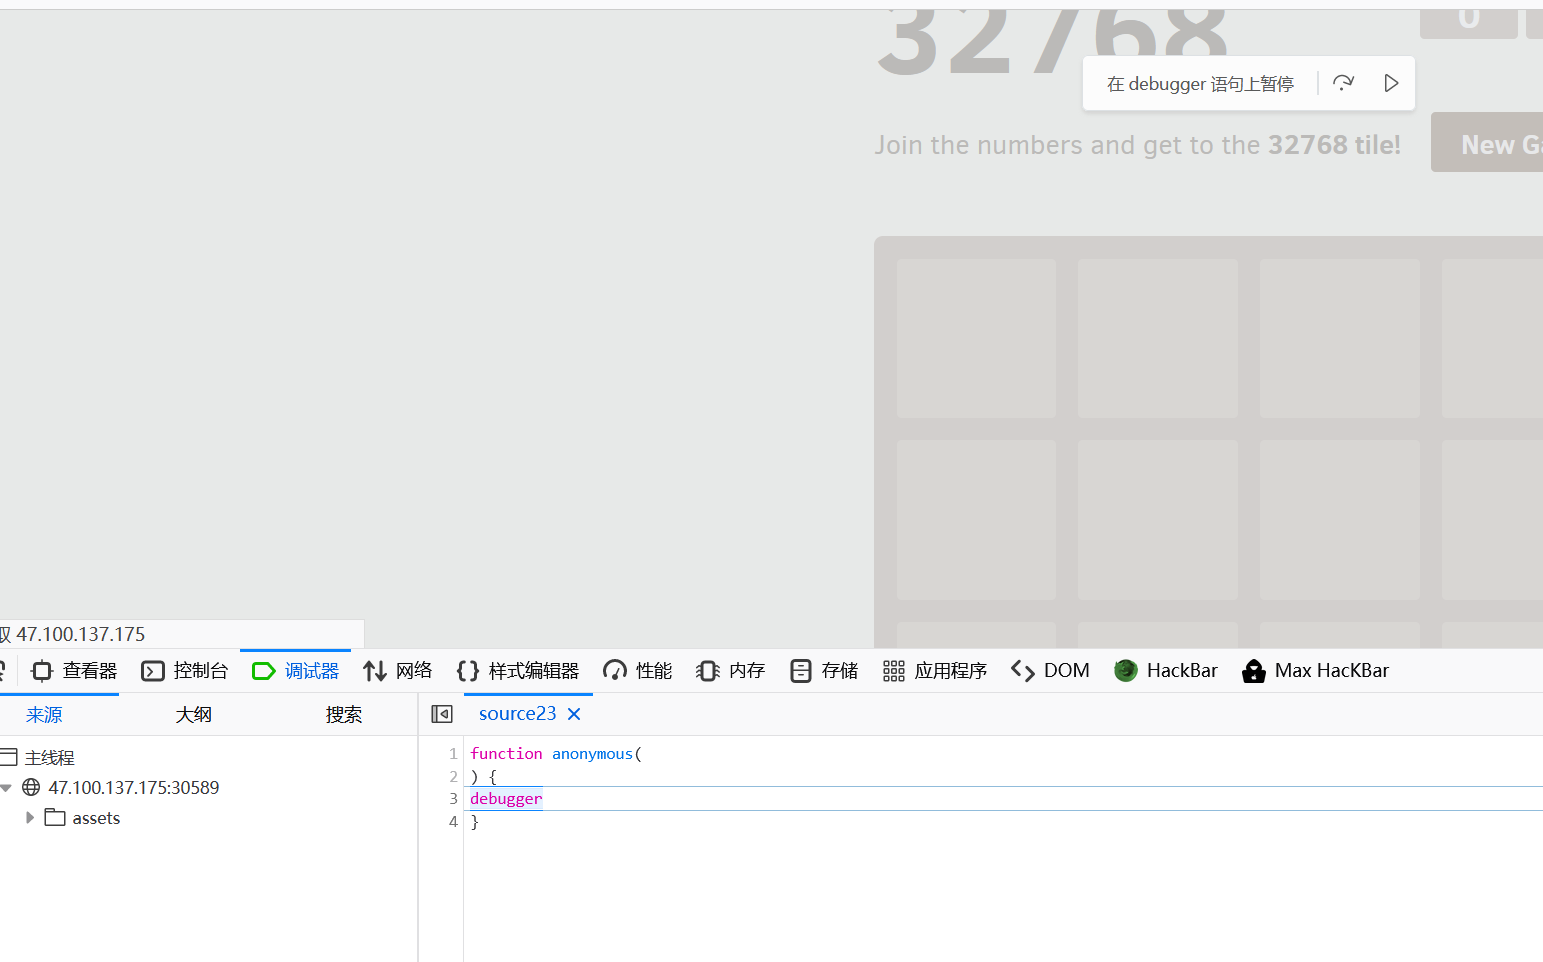 32768
0
在 debugger 语句上暂停
Join the numbers and get to the 32768 tile!
New Ga
取 47.100.137.175
查看器
控制台
调试器
网络
样式编辑器
性能
内存
存储
应用程序
DOM
HackBar
Max HacKBar
来源
大纲
搜索
source23
主线程
47.100.137.175:30589
assets
1 function anonymous(
2 ) {
3 debugger
4 }